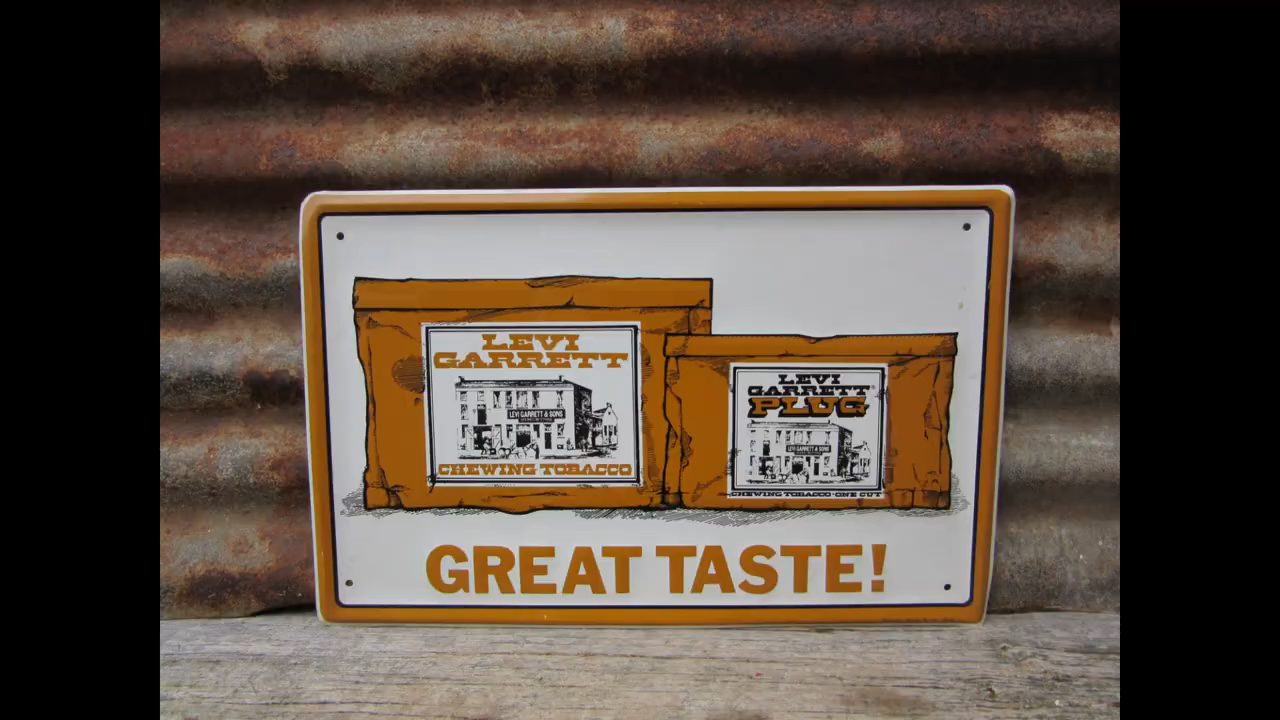 LEVI
GARRETT
LEVI GARRETT & SONS
CHEWING TOBACCO
LEVI
GARRETT
PLUG
LEVI GARRETT & SONS
CHEWING TOBACCO ONE CUT
GREAT TASTE!